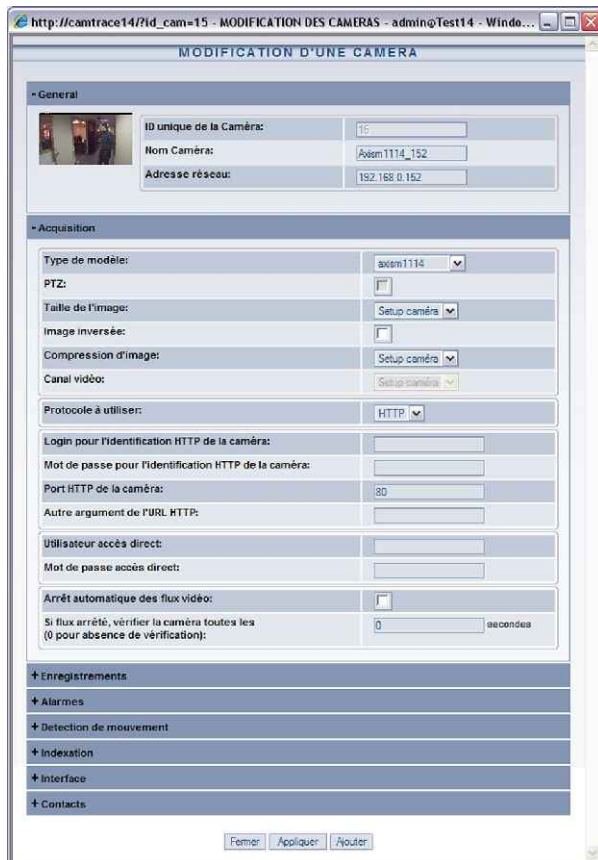 http://camtrace14/?id_cam=15 - MODIFICATION DES CAMERAS - admin@Test14 - Windo...
MODIFICATION D'UNE CAMERA
- General
ID unique de la Caméra: 15
Nom Caméra: Axism1114_152
Adresse réseau: 192.168.0.152
- Acquisition
Type de modèle: axism1114
PTZ:
Taille de l'image: Setup caméra
Image inversée:
Compression d'image: Setup caméra
Canal vidéo: Setup caméra
Protocole à utiliser: HTTP
Login pour l'identification HTTP de la caméra:
Mot de passe pour l'identification HTTP de la caméra:
Port HTTP de la caméra: 80
Autre argument de l'URL HTTP:
Utilisateur accès direct:
Mot de passe accès direct:
Arrêt automatique des flux vidéo:
Si flux arrêté, vérifier la caméra toutes les
(0 pour absence de vérification): 0 secondes
+ Enregistrements
+ Alarmes
+ Detection de mouvement
+ Indexation
+ Interface
+ Contacts
Fermer Appliquer Ajouter